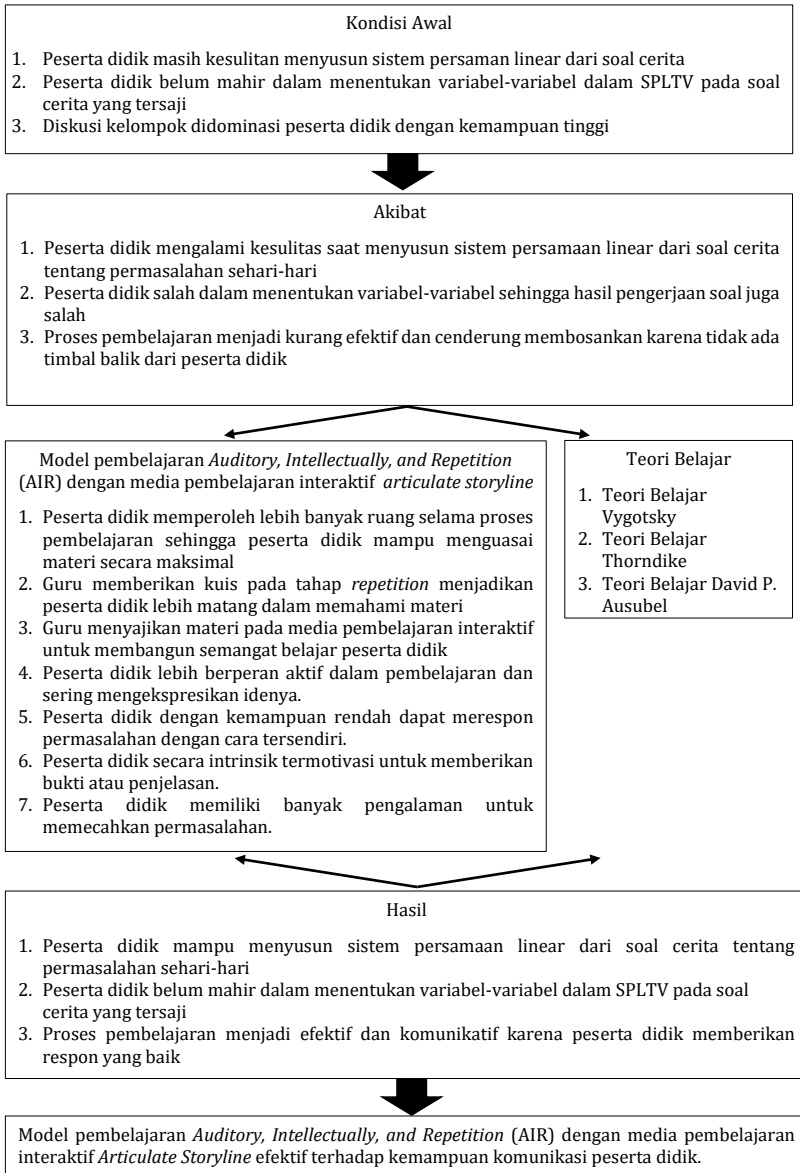 Kondisi Awal
1. Peserta didik masih kesulitan menyusun sistem persaman linear dari soal cerita
2. Peserta didik belum mahir dalam menentukan variabel-variabel dalam SPLTV pada soal
cerita yang tersaji
3. Diskusi kelompok didominasi peserta didik dengan kemampuan tinggi
Akibat
1. Peserta didik mengalami kesulitas saat menyusun sistem persamaan linear dari soal cerita
tentang permasalahan sehari-hari
2. Peserta didik salah dalam menentukan variabel-variabel sehingga hasil pengerjaan soal juga
salah
3. Proses pembelajaran menjadi kurang efektif dan cenderung membosankan karena tidak ada
timbal balik dari peserta didik
Model pembelajaran Auditory, Intellectually, and Repetition
(AIR) dengan media pembelajaran interaktif articulate storyline
1. Peserta didik memperoleh lebih banyak ruang selama proses
pembelajaran sehingga peserta didik mampu menguasai
materi secara maksimal
2. Guru memberikan kuis pada tahap repetition menjadikan
peserta didik lebih matang dalam memahami materi
3. Guru menyajikan materi pada media pembelajaran interaktif
untuk membangun semangat belajar peserta didik
4. Peserta didik lebih berperan aktif dalam pembelajaran dan
sering mengekspresikan idenya.
5. Peserta didik dengan kemampuan rendah dapat merespon
permasalahan dengan cara tersendiri.
6. Peserta didik secara intrinsik termotivasi untuk memberikan
bukti atau penjelasan.
7. Peserta didik memiliki banyak pengalaman untuk
memecahkan permasalahan.
Teori Belajar
1. Teori Belajar
Vygotsky
2. Teori Belajar
Thorndike
3. Teori Belajar David P.
Ausubel
Hasil
1. Peserta didik mampu menyusun sistem persamaan linear dari soal cerita tentang
permasalahan sehari-hari
2. Peserta didik belum mahir dalam menentukan variabel-variabel dalam SPLTV pada soal
cerita yang tersaji
3. Proses pembelajaran menjadi efektif dan komunikatif karena peserta didik memberikan
respon yang baik
Model pembelajaran Auditory, Intellectually, and Repetition (AIR) dengan media pembelajaran
interaktif Articulate Storyline efektif terhadap kemampuan komunikasi peserta didik.